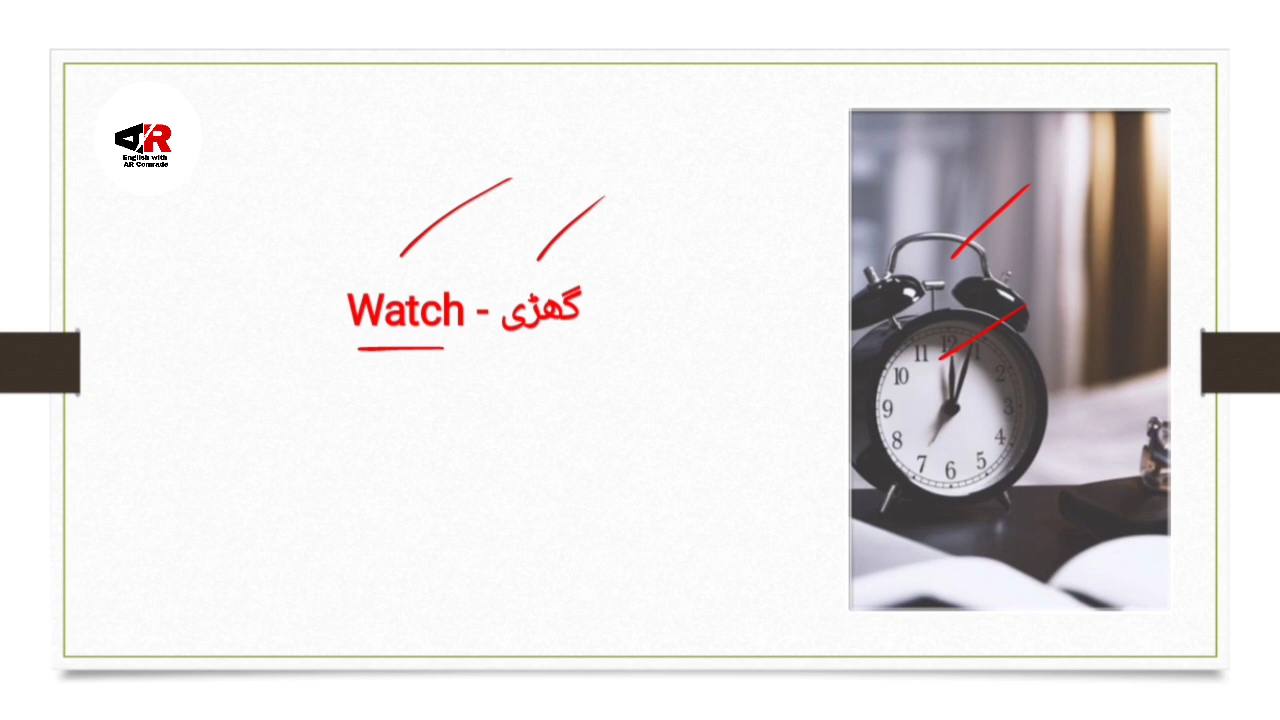 AR
English with
AR Comrade
Watch - گھڑی
11 12 1
10 2
9 3
8 4
7 6 5